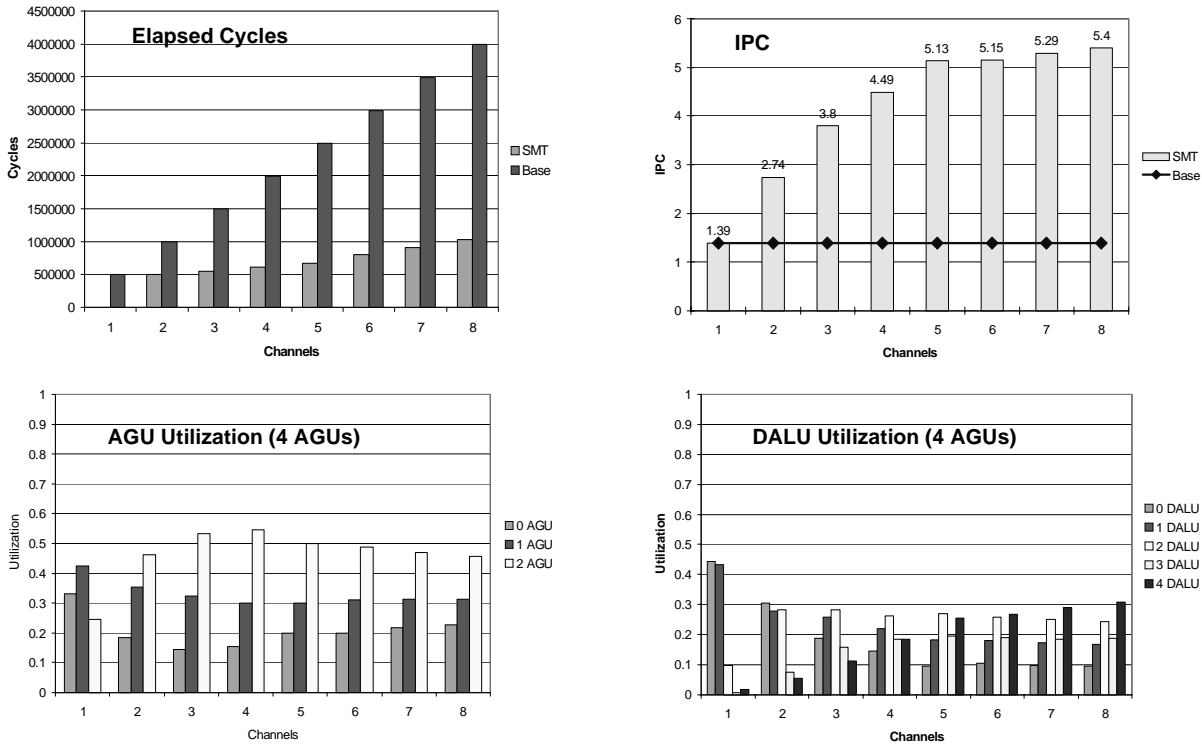 Elapsed Cycles
4500000
4000000
3500000
3000000
2500000
2000000
1500000
1000000
500000
0
Cycles
1 2 3 4 5 6 7 8
Channels
SMT
Base
IPC
6
5
4
3
2
1
0
IPC
1.39
2.74
3.8
4.49
5.13
5.15
5.29
5.4
1 2 3 4 5 6 7 8
Channels
SMT
Base
AGU Utilization (4 AGUs)
1
0.9
0.8
0.7
0.6
0.5
0.4
0.3
0.2
0.1
0
Utilization
1 2 3 4 5 6 7 8
Channels
0 AGU
1 AGU
2 AGU
DALU Utilization (4 AGUs)
1
0.9
0.8
0.7
0.6
0.5
0.4
0.3
0.2
0.1
0
Utilization
1 2 3 4 5 6 7 8
Channels
0 DALU
1 DALU
2 DALU
3 DALU
4 DALU